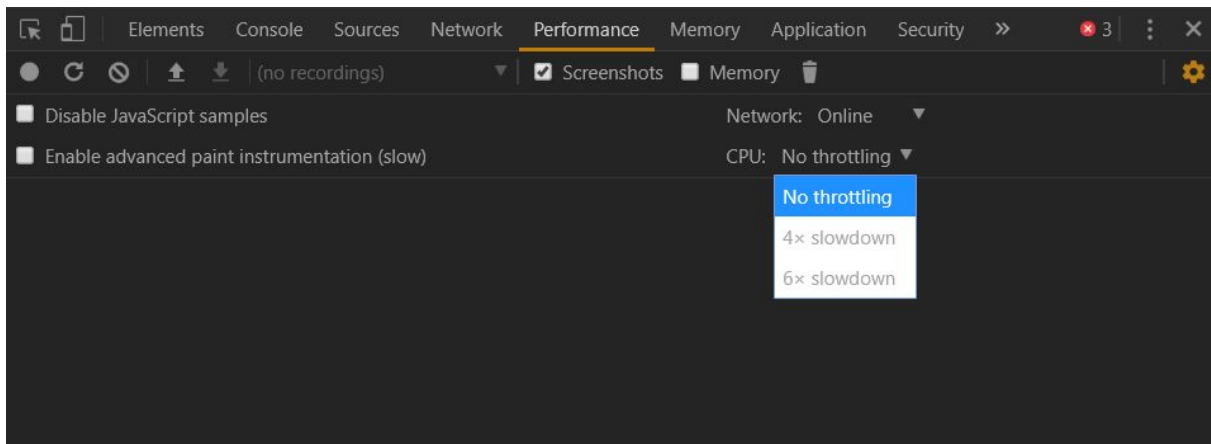 Elements Console Sources Network Performance Memory Application Security » 3
(no recordings) Screenshots Memory
Disable JavaScript samples Network: Online
Enable advanced paint instrumentation (slow) CPU: No throttling
No throttling
4× slowdown
6× slowdown